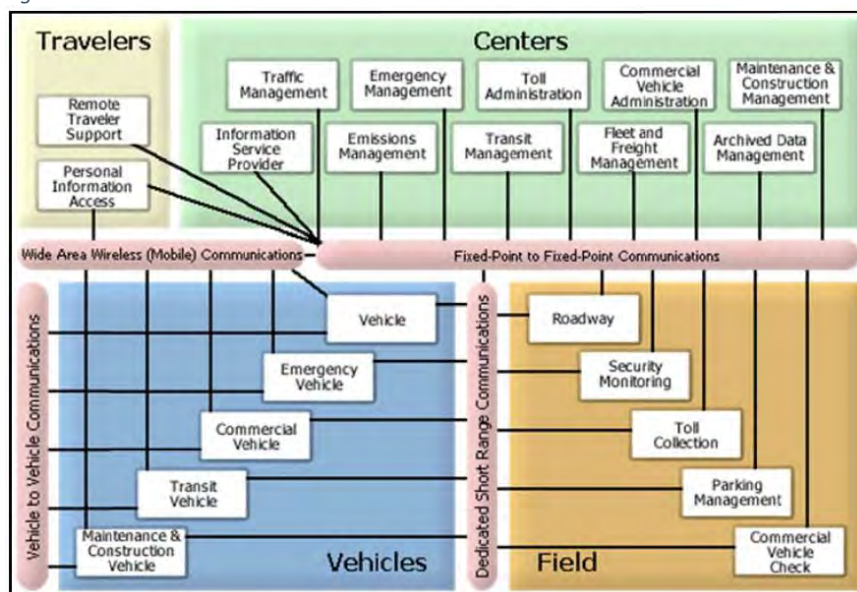 Travelers
Centers
Traffic
Management
Emergency
Management
Toll
Administration
Commercial
Vehicle
Administration
Maintenance &
Construction
Management
Remote
Traveler
Support
Information
Service
Provider
Emissions
Management
Transit
Management
Fleet and
Freight
Management
Archived Data
Management
Personal
Information
Access
Wide Area Wireless (Mobile) Communications
Fixed-Point to Fixed-Point Communications
Vehicle to Vehicle Communications
Vehicle
Emergency
Vehicle
Commercial
Vehicle
Transit
Vehicle
Maintenance &
Construction
Vehicle
Vehicles
Dedicated Short Range Communications
Roadway
Security
Monitoring
Toll
Collection
Parking
Management
Commercial
Vehicle
Check
Field